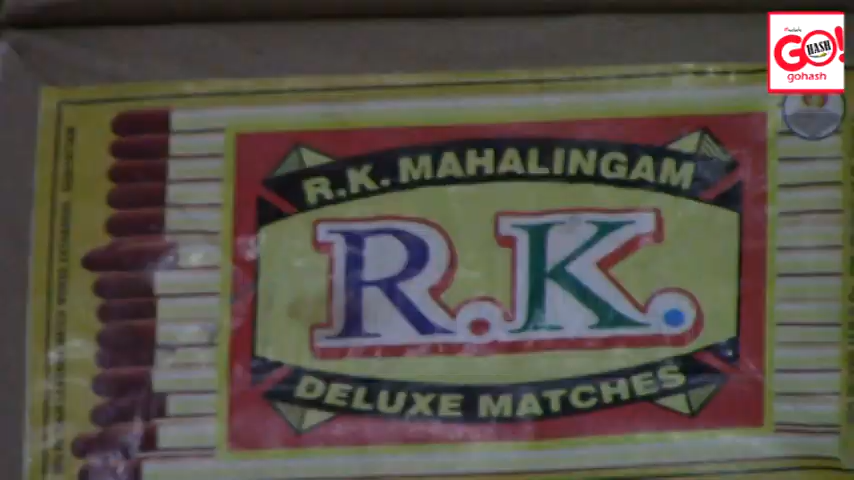 GO!
HASH
gohash
R.K. MAHALINGAM
R.K.
DELUXE MATCHES